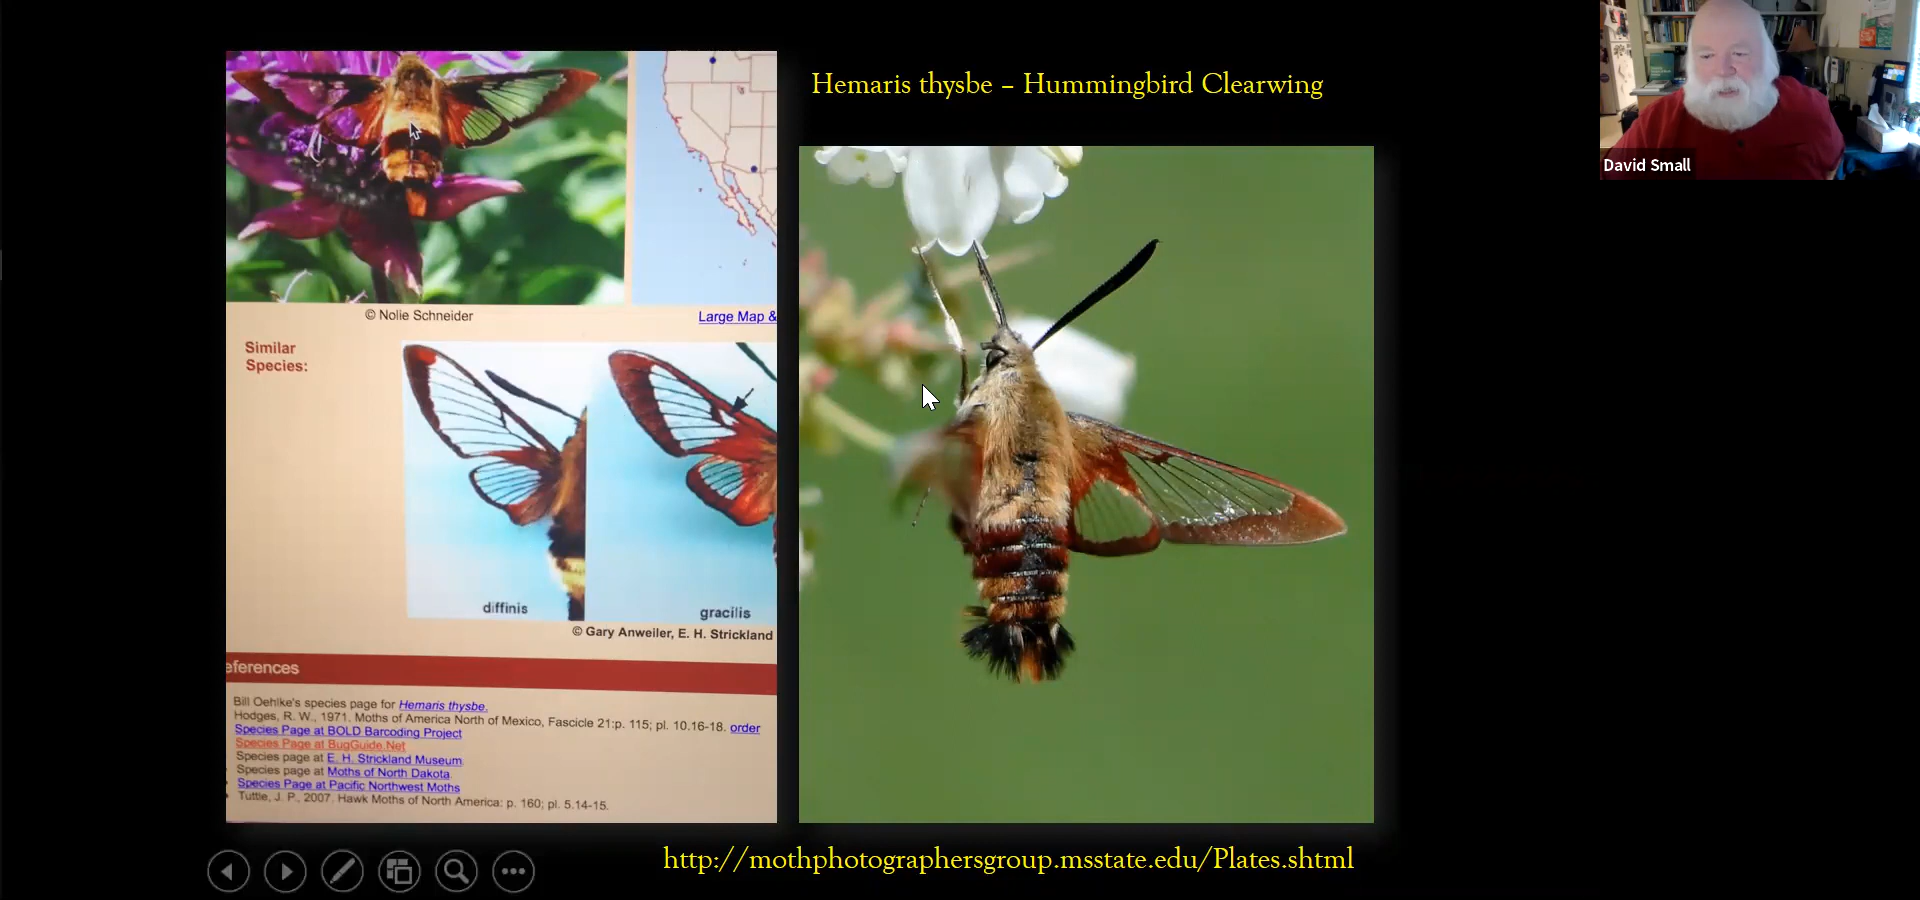 Hemaris thysbe – Hummingbird Clearwing
David Small
© Nolie Schneider
Large Map &
Similar
Species:
diffinis
gracilis
© Gary Anweiler, E. H. Strickland
eferences
Bill Oehlke's species page for Hemaris thysbe.
Hodges, R. W., 1971. Moths of America North of Mexico, Fascicle 21:p. 115; pl. 10.16-18. order
Species Page at BOLD Barcoding Project
Species Page at BugGuide.Net
Species page at E. H. Strickland Museum.
Species page at Moths of North Dakota.
Species Page at Pacific Northwest Moths
Tuttle, J. P., 2007. Hawk Moths of North America: p. 160; pl. 5.14-15.
http://mothphotographersgroup.msstate.edu/Plates.shtml